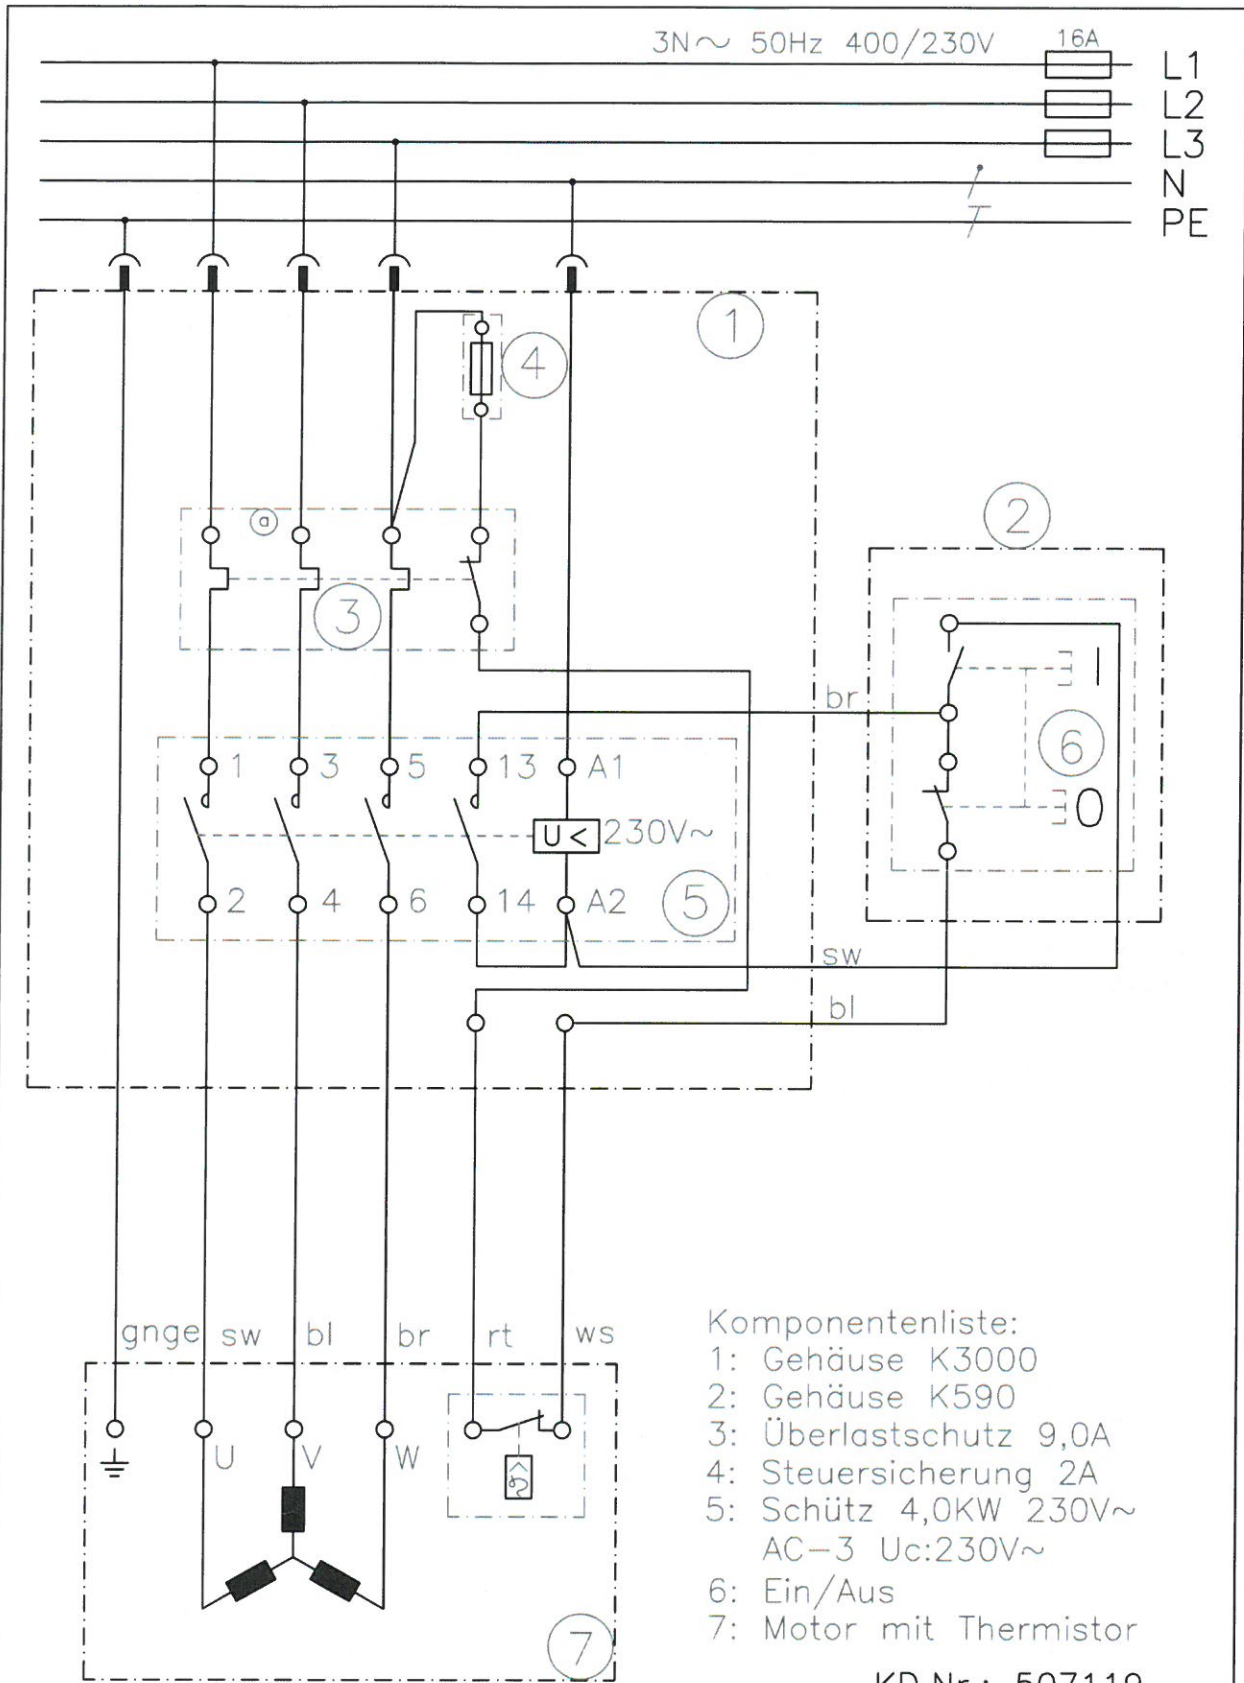 3N~ 50Hz 400/230V 16A L1
L2
L3
N
PE
1
4
2
a
3
I
br
6
1 3 5 13 A1
O
U< 230V~
2 4 6 14 A2 5
sw
bl
gnge sw bl br rt ws
U V W
7
Komponentenliste:
1: Gehäuse K3000
2: Gehäuse K590
3: Überlastschutz 9,0A
4: Steuersicherung 2A
5: Schütz 4,0KW 230V~
AC-3 Uc:230V~
6: Ein/Aus
7: Motor mit Thermistor
KD Nr.: 507119